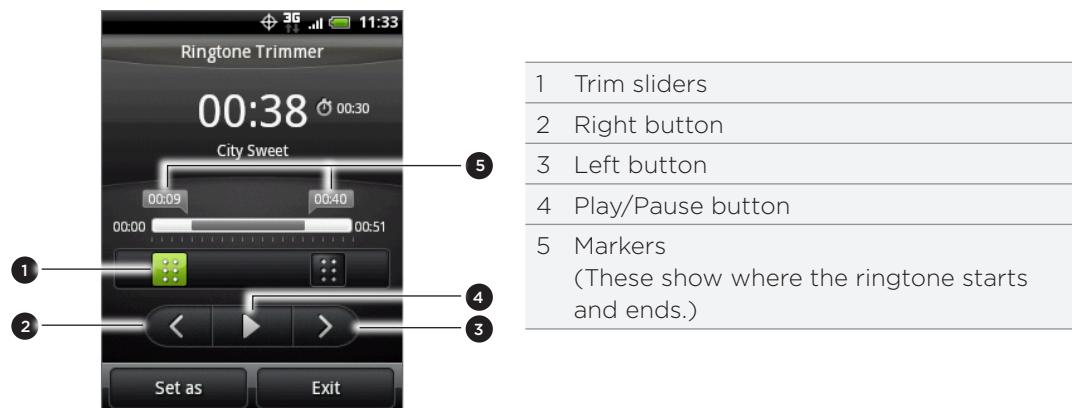 3G 11:33
Ringtone Trimmer
00:38 00:30
City Sweet
00:09 00:40
00:00 00:51
Set as Exit
1
2
5
4
3
1 Trim sliders
2 Right button
3 Left button
4 Play/Pause button
5 Markers
(These show where the ringtone starts
and ends.)